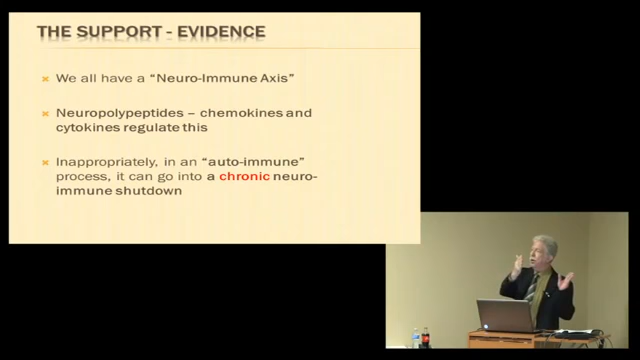 THE SUPPORT - EVIDENCE
We all have a "Neuro-Immune Axis"
Neuropolypeptides – chemokines and
cytokines regulate this
Inappropriately, in an "auto-immune"
process, it can go into a chronic neuro-
immune shutdown